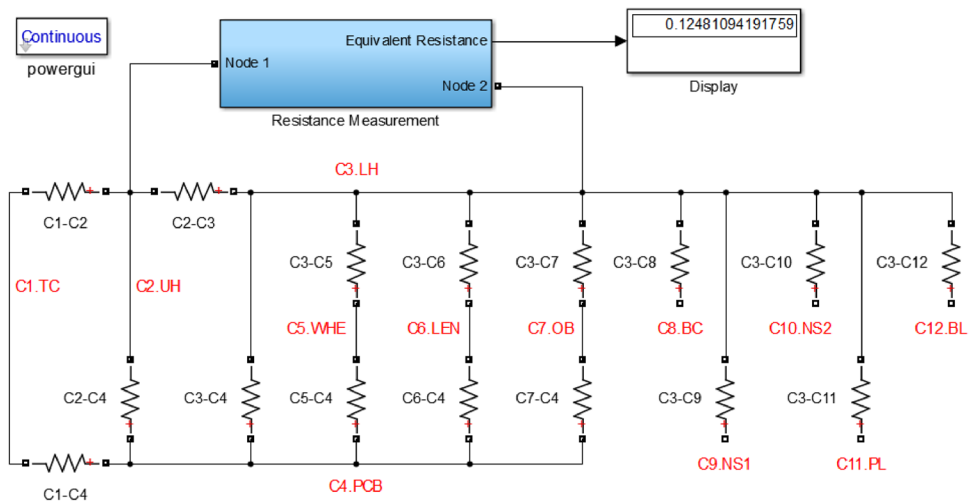 Continuous
powergui
Equivalent Resistance
Node 1
Node 2
Resistance Measurement
0.12481094191759
Display
C3.LH
C1-C2
C2-C3
C3-C5
C3-C6
C3-C7
C3-C8
C3-C10
C3-C12
C1.TC
C2.UH
C5.WHE
C6.LEN
C7.OB
C8.BC
C10.NS2
C12.BL
C2-C4
C3-C4
C5-C4
C6-C4
C7-C4
C3-C9
C3-C11
C9.NS1
C11.PL
C1-C4
C4.PCB